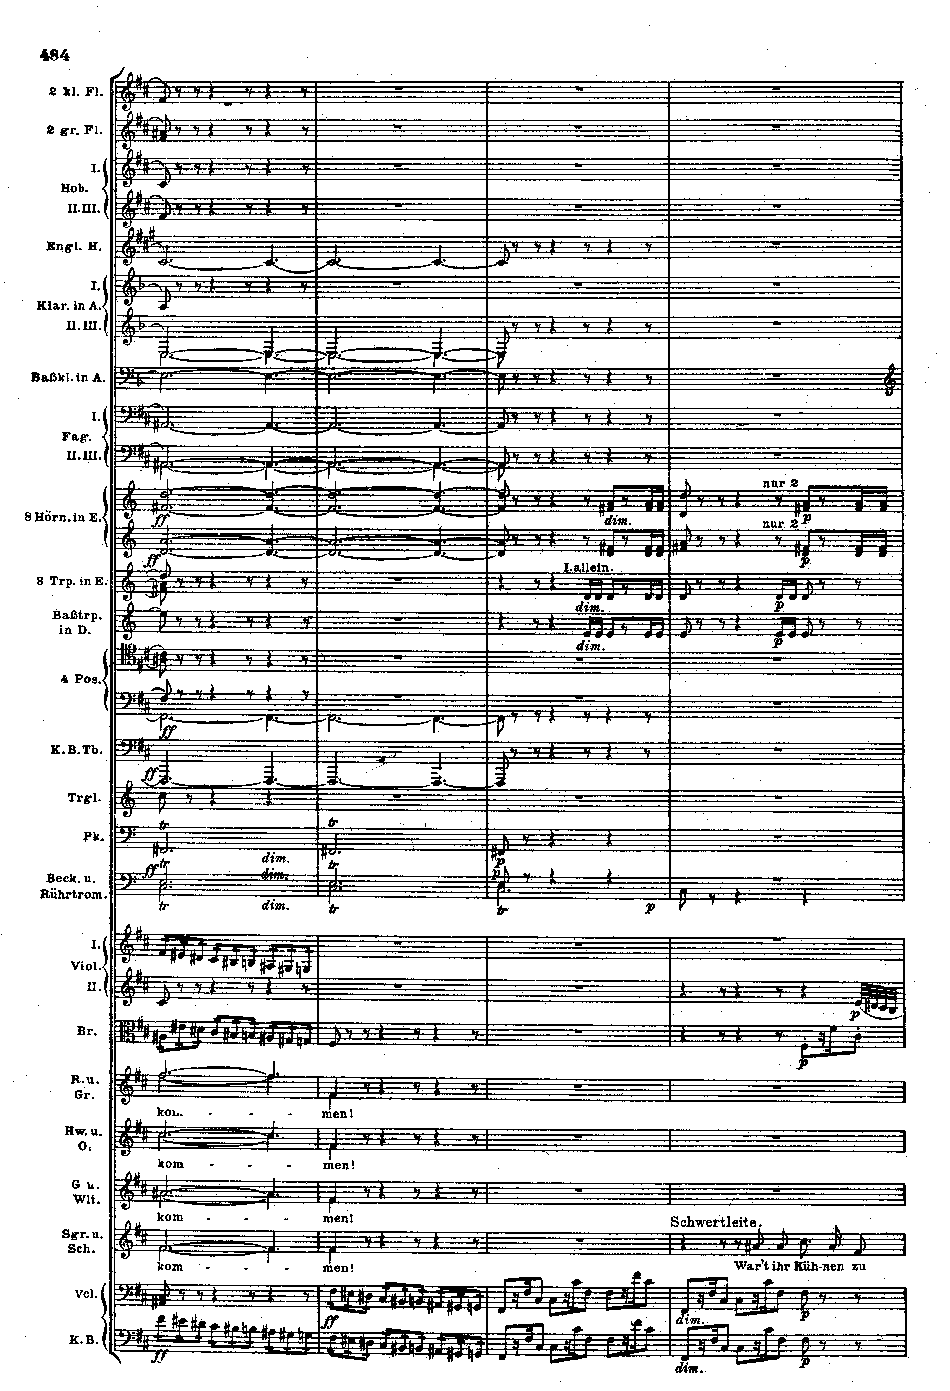 484
2 kl. Fl.
2 gr. Fl.
I.
Hob.
II.III.
Engl. H.
I.
Klar. in A.
II.III.
Baßkl. in A.
I.
Fag.
II.III.
nur 2
8 Hörn. in E.
ff
dim.
p
nur 2
ff
p
I. allein.
8 Trp. in E.
dim.
p
Baßtrp.
in D.
dim.
p
4 Pos.
ff
K.B.Tb.
ff
Trgl.
tr
tr
Pk.
dim.
p
ff tr
dim.
tr
p
Beck. u.
Rührtrom.
tr
dim.
tr
tr
p
I.
Viol.
II.
p
Br.
p
R. u.
Gr.
men!
Hw. u.
O.
kom - - - men!
G u.
Wlt.
kom - - - men!
Schwertleite.
Sgr. u.
Sch.
kom - - - men!
War't ihr Küh-nen zu
Vcl.
ff
dim.
p
K.B.
ff
dim.
p